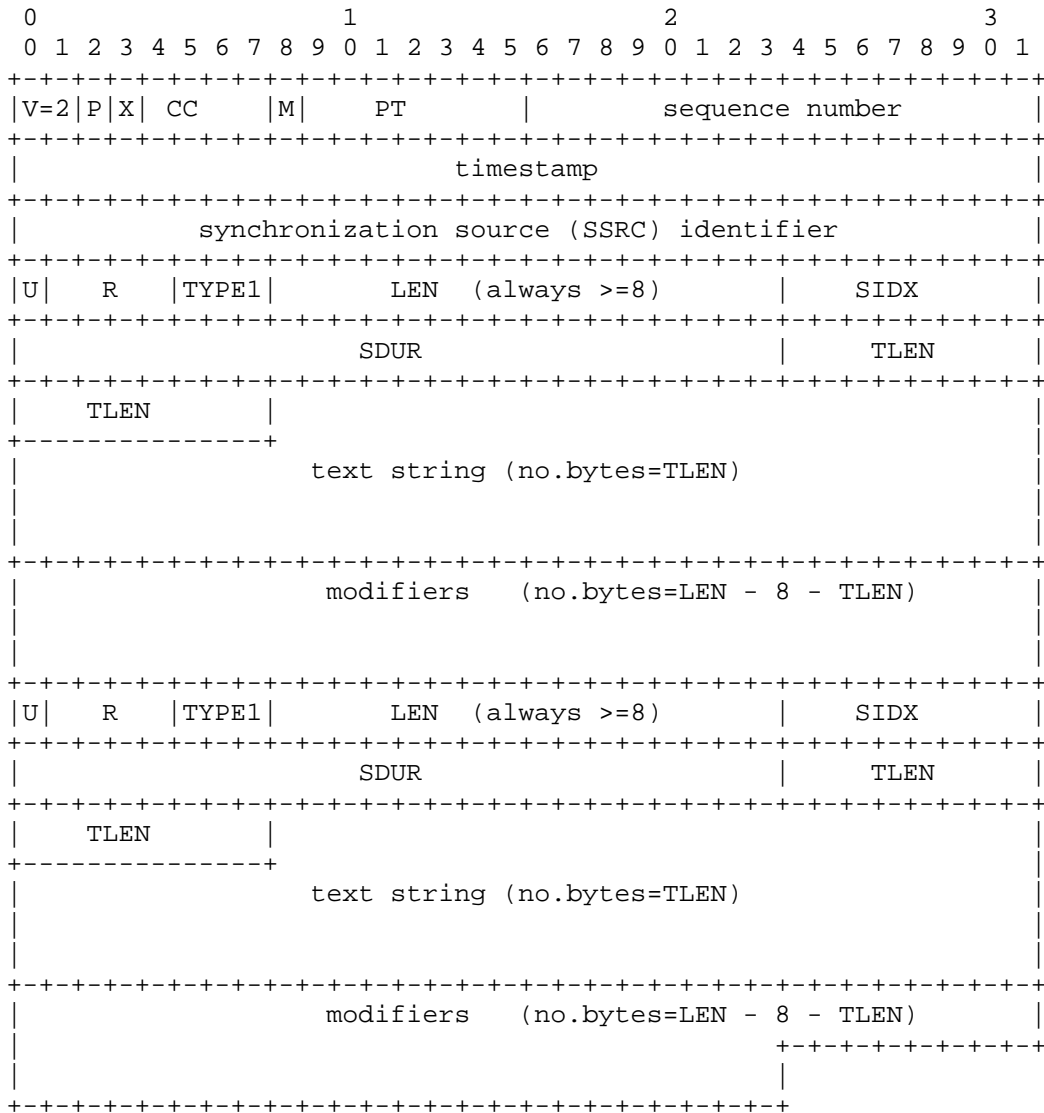 0                   1                   2                   3
 0 1 2 3 4 5 6 7 8 9 0 1 2 3 4 5 6 7 8 9 0 1 2 3 4 5 6 7 8 9 0 1
+-+-+-+-+-+-+-+-+-+-+-+-+-+-+-+-+-+-+-+-+-+-+-+-+-+-+-+-+-+-+-+-+
|V=2|P|X| CC    |M|    PT       |        sequence number        |
+-+-+-+-+-+-+-+-+-+-+-+-+-+-+-+-+-+-+-+-+-+-+-+-+-+-+-+-+-+-+-+-+
|                           timestamp                           |
+-+-+-+-+-+-+-+-+-+-+-+-+-+-+-+-+-+-+-+-+-+-+-+-+-+-+-+-+-+-+-+-+
|           synchronization source (SSRC) identifier            |
+-+-+-+-+-+-+-+-+-+-+-+-+-+-+-+-+-+-+-+-+-+-+-+-+-+-+-+-+-+-+-+-+
|U|   R   |TYPE1|       LEN  (always >=8)       |    SIDX       |
+-+-+-+-+-+-+-+-+-+-+-+-+-+-+-+-+-+-+-+-+-+-+-+-+-+-+-+-+-+-+-+-+
|                     SDUR                      |     TLEN      |
+-+-+-+-+-+-+-+-+-+-+-+-+-+-+-+-+-+-+-+-+-+-+-+-+-+-+-+-+-+-+-+-+
|    TLEN       |                                               |
+---------------+                                               |
|                  text string (no.bytes=TLEN)                  |
|                                                               |
|                                                               |
+-+-+-+-+-+-+-+-+-+-+-+-+-+-+-+-+-+-+-+-+-+-+-+-+-+-+-+-+-+-+-+-+
|                   modifiers   (no.bytes=LEN - 8 - TLEN)       |
|                                                               |
|                                                               |
+-+-+-+-+-+-+-+-+-+-+-+-+-+-+-+-+-+-+-+-+-+-+-+-+-+-+-+-+-+-+-+-+
|U|   R   |TYPE1|       LEN  (always >=8)       |    SIDX       |
+-+-+-+-+-+-+-+-+-+-+-+-+-+-+-+-+-+-+-+-+-+-+-+-+-+-+-+-+-+-+-+-+
|                     SDUR                      |     TLEN      |
+-+-+-+-+-+-+-+-+-+-+-+-+-+-+-+-+-+-+-+-+-+-+-+-+-+-+-+-+-+-+-+-+
|    TLEN       |                                               |
+---------------+                                               |
|                  text string (no.bytes=TLEN)                  |
|                                                               |
|                                                               |
+-+-+-+-+-+-+-+-+-+-+-+-+-+-+-+-+-+-+-+-+-+-+-+-+-+-+-+-+-+-+-+-+
|                   modifiers   (no.bytes=LEN - 8 - TLEN)       |
|                                               +-+-+-+-+-+-+-+-+
|                                               |
+-+-+-+-+-+-+-+-+-+-+-+-+-+-+-+-+-+-+-+-+-+-+-+-+